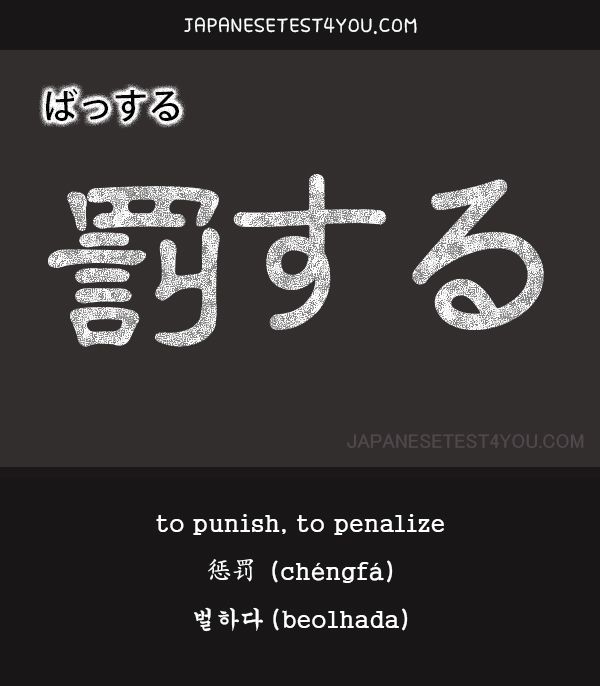 JAPANESETEST4YOU.COM
ばっする
罰する
JAPANESETEST4YOU.COM
to punish, to penalize
惩罚 (chéngfá)
벌하다 (beolhada)